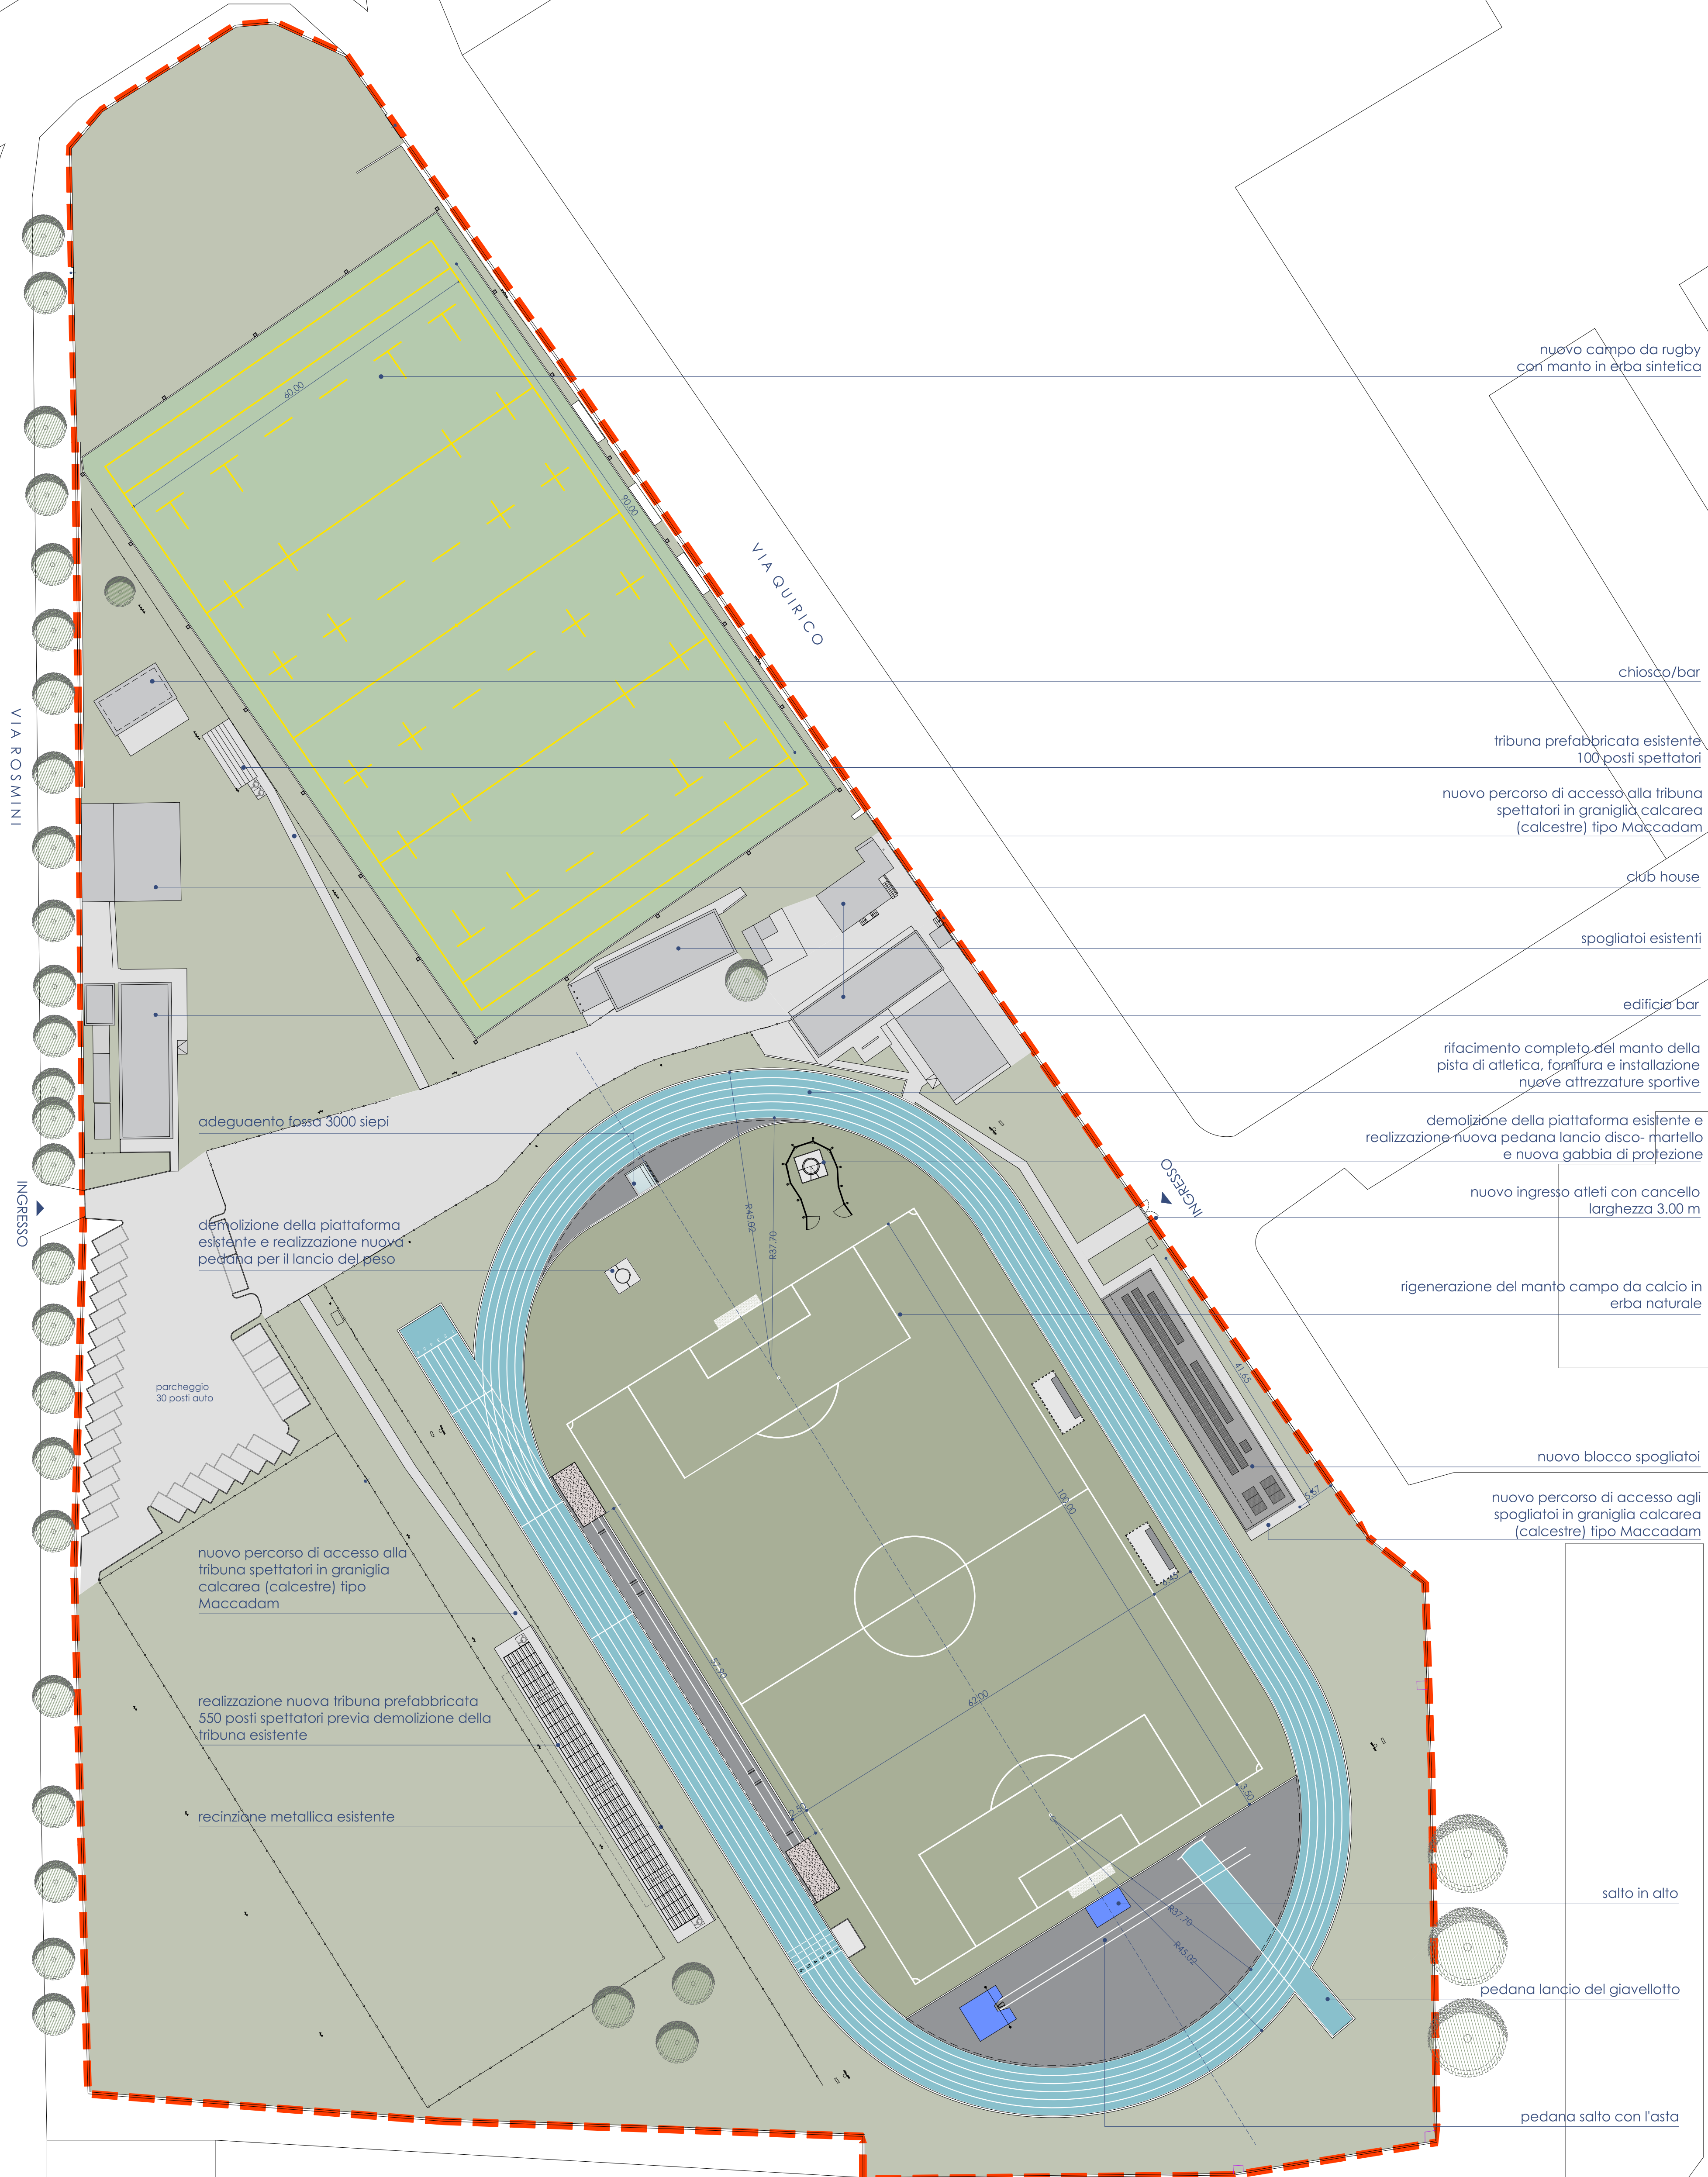 nuovo campo da rugby
con manto in erba sintetica
60.00
90.00
VIA QUIRICO
chiosco/bar
VIA ROSMINI
tribuna prefabbricata esistente
100 posti spettatori
nuovo percorso di accesso alla tribuna
spettatori in graniglia calcarea
(calcestre) tipo Maccadam
club house
spogliatoi esistenti
edificio bar
rifacimento completo del manto della
pista di atletica, fornitura e installazione
nuove attrezzature sportive
adeguaento fossa 3000 siepi
demolizione della piattaforma esistente e
realizzazione nuova pedana lancio disco- martello
e nuova gabbia di protezione
INGRESSO
INGRESSO
nuovo ingresso atleti con cancello
larghezza 3.00 m
R45.02
R37.70
demolizione della piattaforma
esistente e realizzazione nuova
pedana per il lancio del peso
rigenerazione del manto campo da calcio in
erba naturale
41.65
parcheggio
30 posti auto
nuovo blocco spogliatoi
5.67
100.00
nuovo percorso di accesso agli
spogliatoi in graniglia calcarea
(calcestre) tipo Maccadam
nuovo percorso di accesso alla
tribuna spettatori in graniglia
calcarea (calcestre) tipo
Maccadam
6.45
57.90
62.00
realizzazione nuova tribuna prefabbricata
550 posti spettatori previa demolizione della
tribuna esistente
3.50
recinzione metallica esistente
salto in alto
R37.70
R45.02
pedana lancio del giavellotto
pedana salto con l'asta